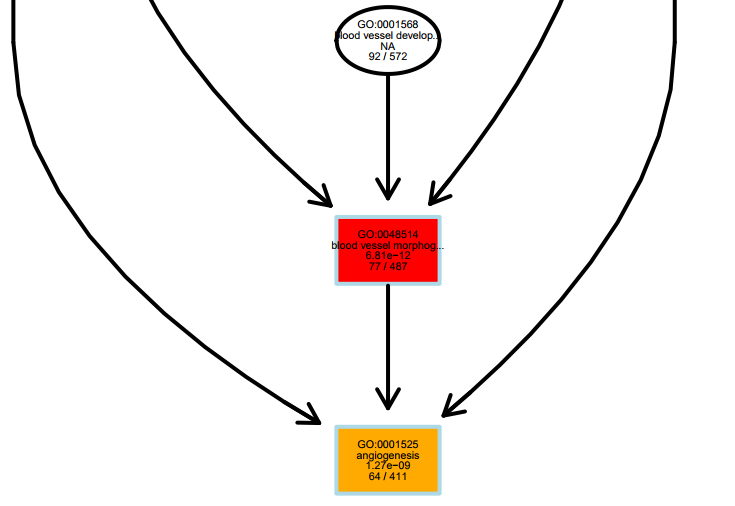 GO:0001568
blood vessel develop...
NA
92 / 572
GO:0048514
blood vessel morphog...
6.81e−12
77 / 487
GO:0001525
angiogenesis
1.27e−09
64 / 411